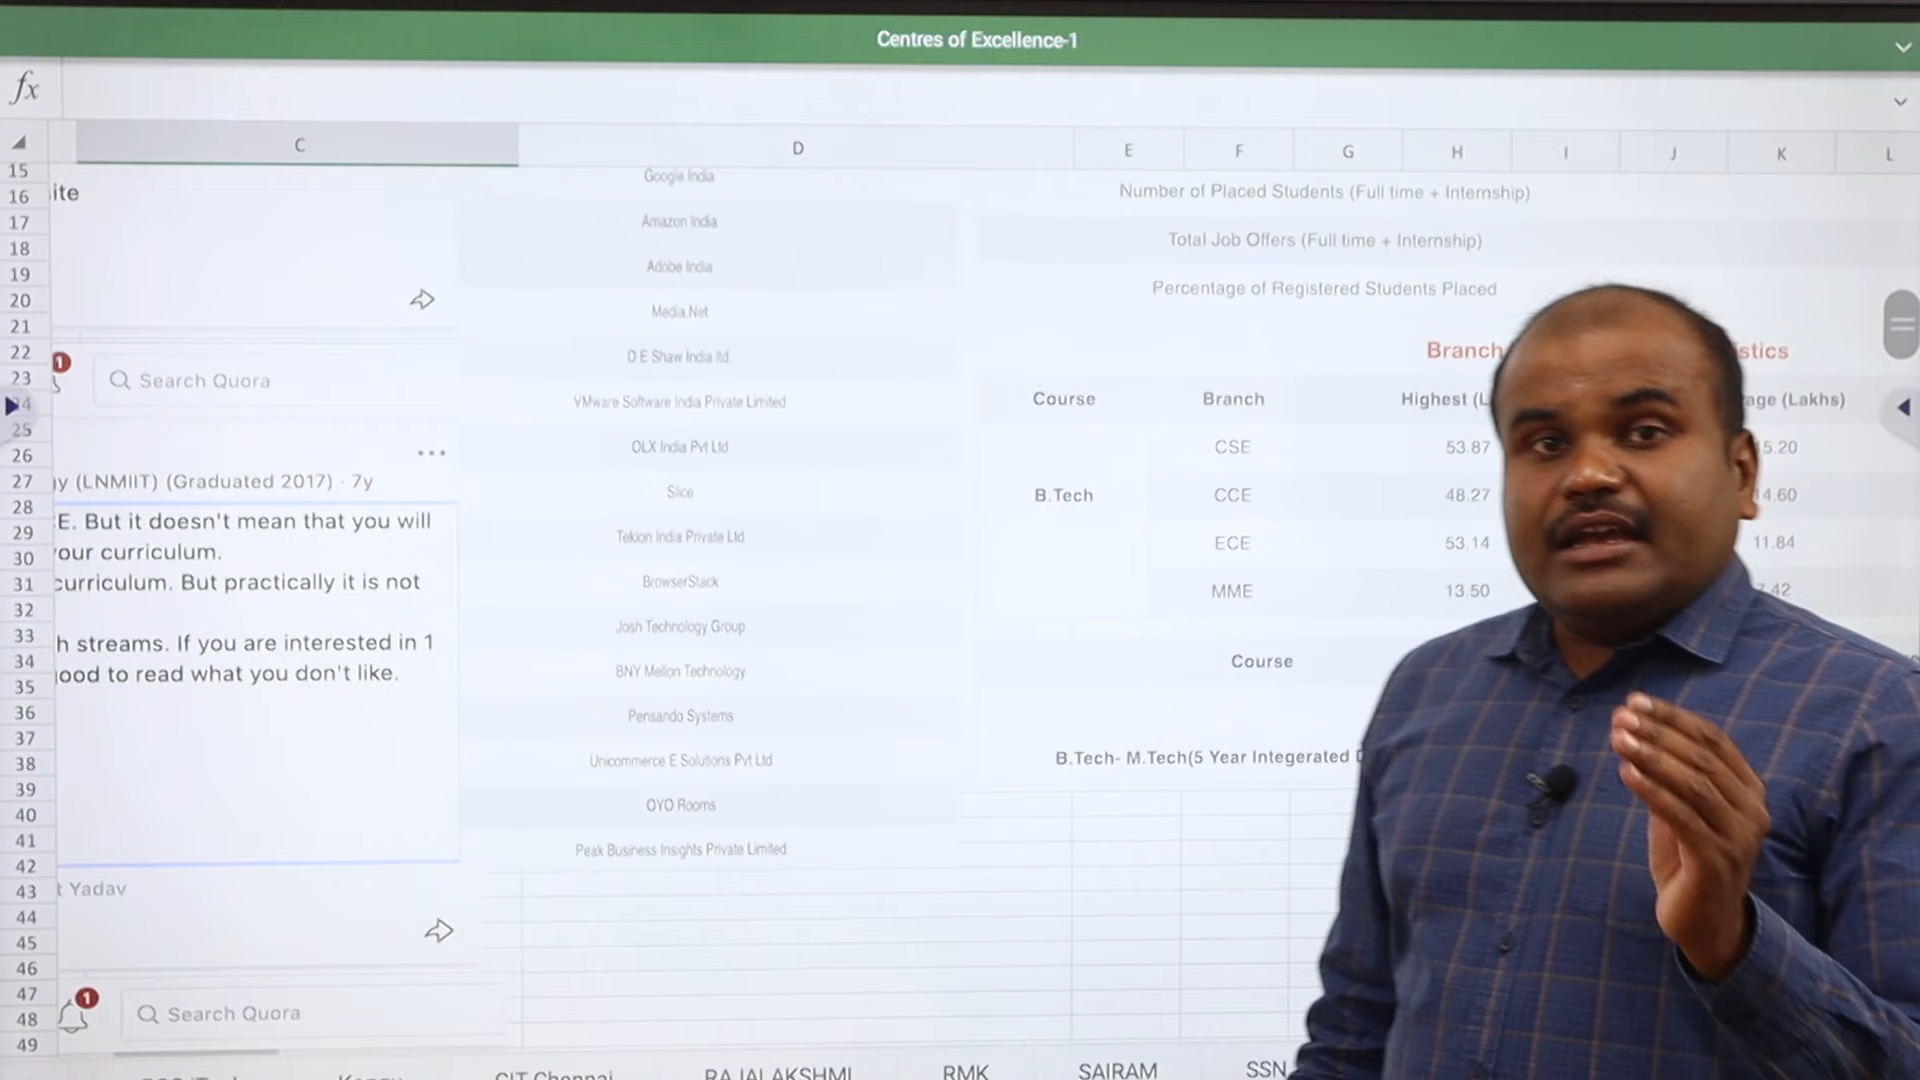 Centres of Excellence-1
fx
C D E F G H I J K L
15
16
17
18
19
20
21
22
23
24
25
26
27
28
29
30
31
32
33
34
35
36
37
38
39
40
41
42
43
44
45
46
47
48
49
ite
1
Search Quora
(LNMIIT) (Graduated 2017) · 7y
E. But it doesn't mean that you will
our curriculum.
curriculum. But practically it is not
h streams. If you are interested in 1
ood to read what you don't like.
t Yadav
1
Search Quora
Google India
Amazon India
Adobe India
Media.Net
D E Shaw India ltd.
VMware Software India Private Limited
OLX India Pvt Ltd
Slice
Tekion India Private Ltd
BrowserStack
Josh Technology Group
BNY Mellon Technology
Pensando Systems
Unicommerce E Solutions Pvt Ltd
OYO Rooms
Peak Business Insights Private Limited
Number of Placed Students (Full time + Internship)
Total Job Offers (Full time + Internship)
Percentage of Registered Students Placed
Branch stistics
Course Branch Highest (L age (Lakhs)
CSE 53.87 5.20
B.Tech CCE 48.27 14.60
ECE 53.14 11.84
MME 13.50 7.42
Course
B.Tech- M.Tech(5 Year Integerated D
CIT Chennai RAJALAKSHMI RMK SAIRAM SSN